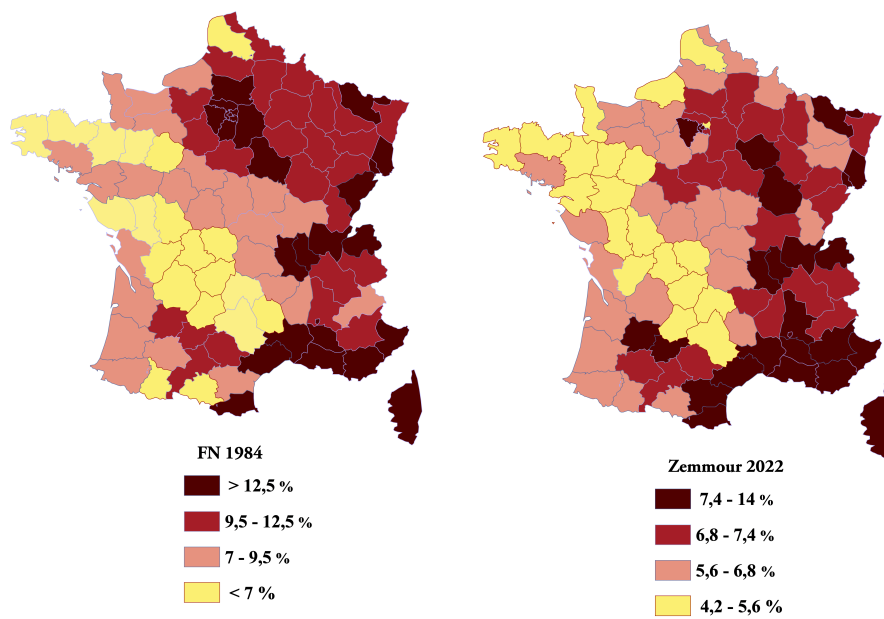 FN 1984
> 12,5 %
9,5 - 12,5 %
7 - 9,5 %
< 7 %
Zemmour 2022
7,4 - 14 %
6,8 - 7,4 %
5,6 - 6,8 %
4,2 - 5,6 %